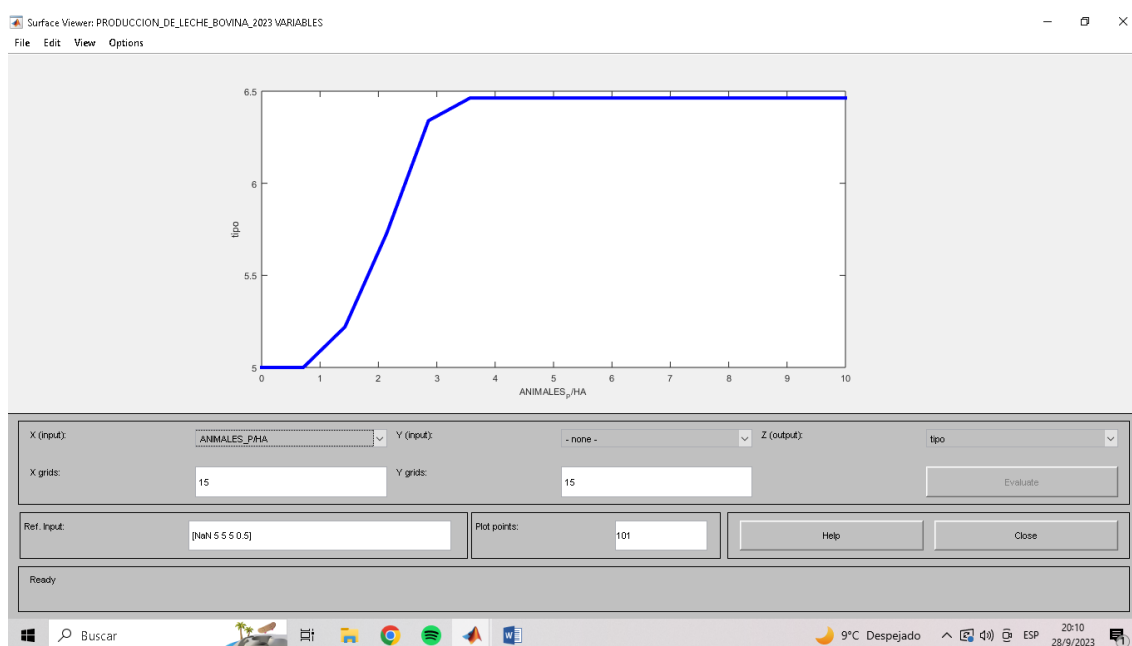 Surface Viewer: PRODUCCION_DE_LECHE_BOVINA_2023 VARIABLES
File Edit View Options
6.5
6
5.5
5
tipo
0 1 2 3 4 5 6 7 8 9 10
ANIMALES_p/HA
X (input): ANIMALES_P/HA Y (input): - none - Z (output): tipo
X grids: 15 Y grids: 15 Evaluate
Ref. Input: [NaN 5 5 5 0.5] Plot points: 101 Help Close
Ready
Buscar 9°C Despejado ESP 20:10
28/9/2023